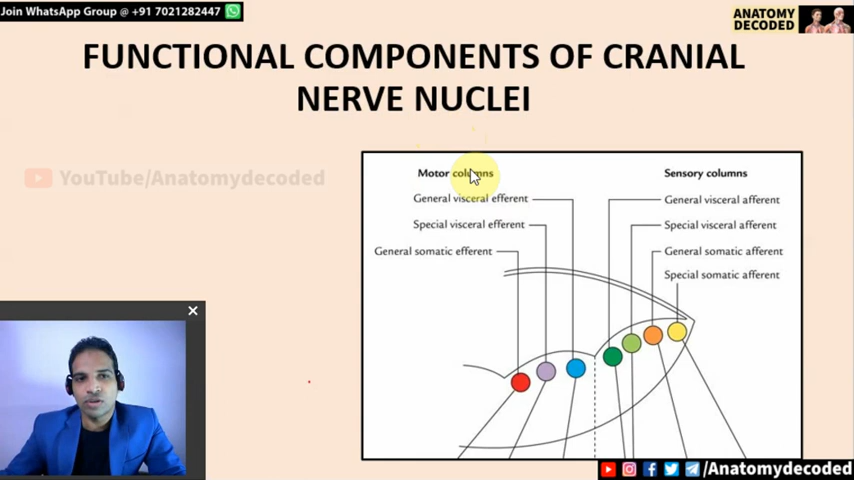 Join WhatsApp Group @ +91 7021282447
ANATOMY
DECODED
FUNCTIONAL COMPONENTS OF CRANIAL
NERVE NUCLEI
YouTube/Anatomydecoded
Motor columns
Sensory columns
General visceral efferent
General visceral afferent
Special visceral efferent
Special visceral afferent
General somatic efferent
General somatic afferent
Special somatic afferent
/Anatomydecoded